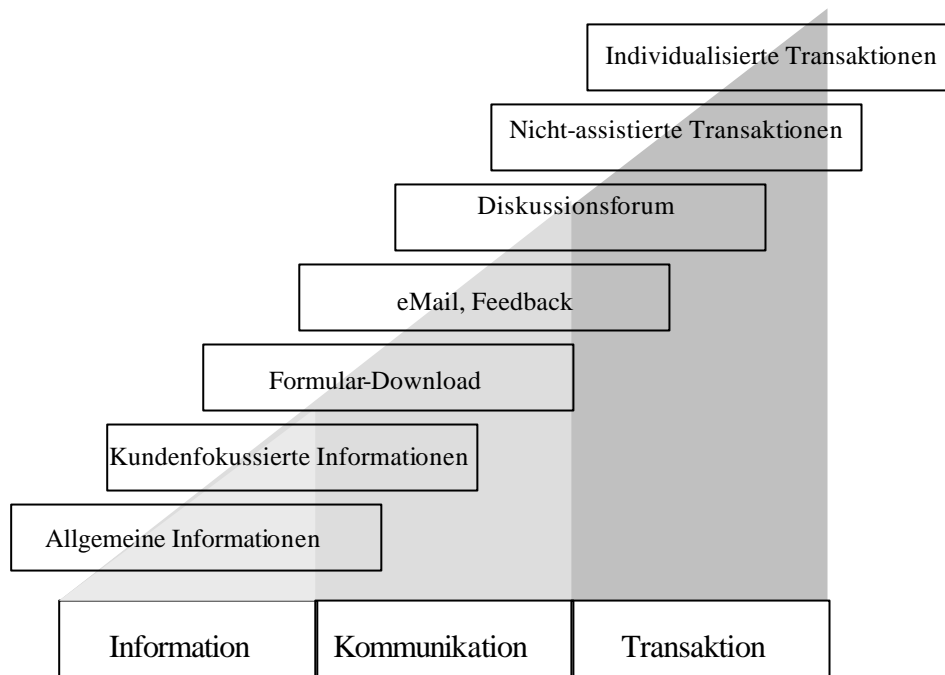 Individualisierte Transaktionen
Nicht-assistierte Transaktionen
Diskussionsforum
eMail, Feedback
Formular-Download
Kundenfokussierte Informationen
Allgemeine Informationen
Information
Kommunikation
Transaktion